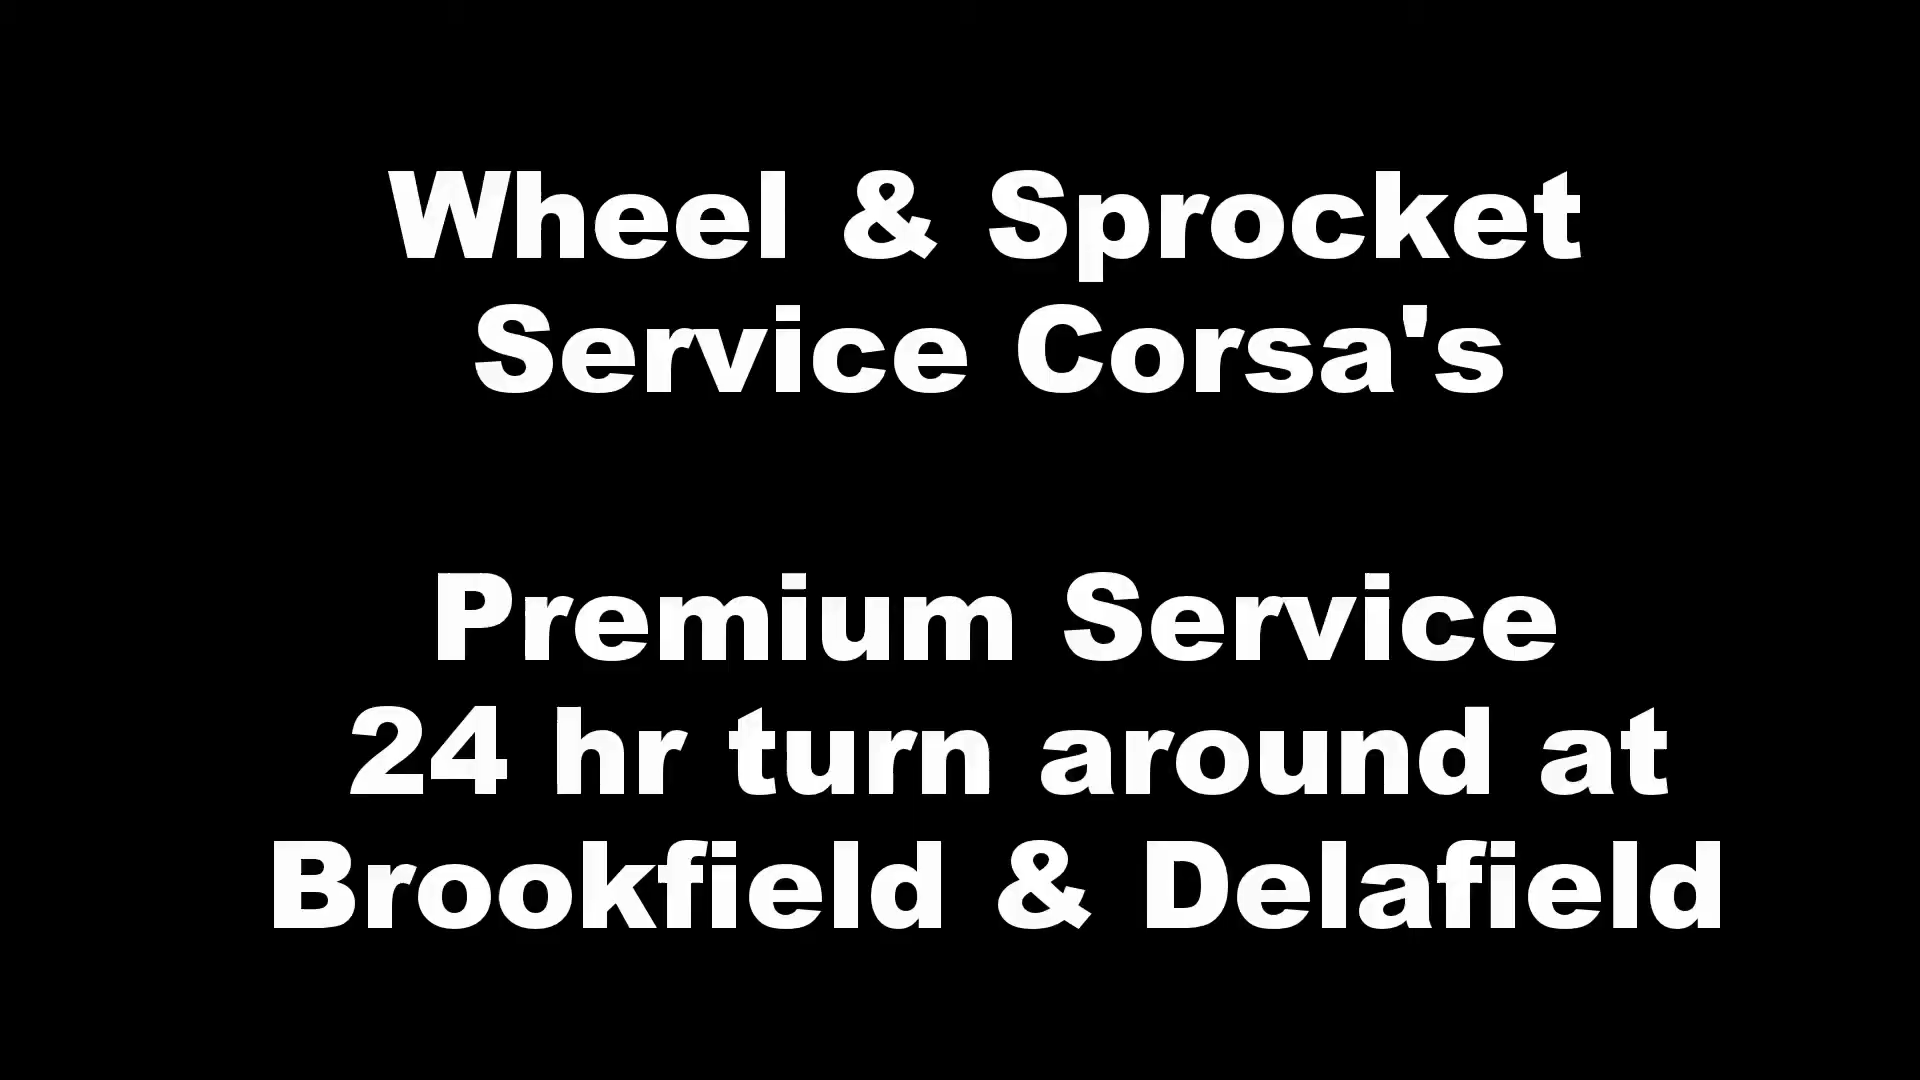 Wheel & Sprocket
Service Corsa's
Premium Service
24 hr turn around at
Brookfield & Delafield